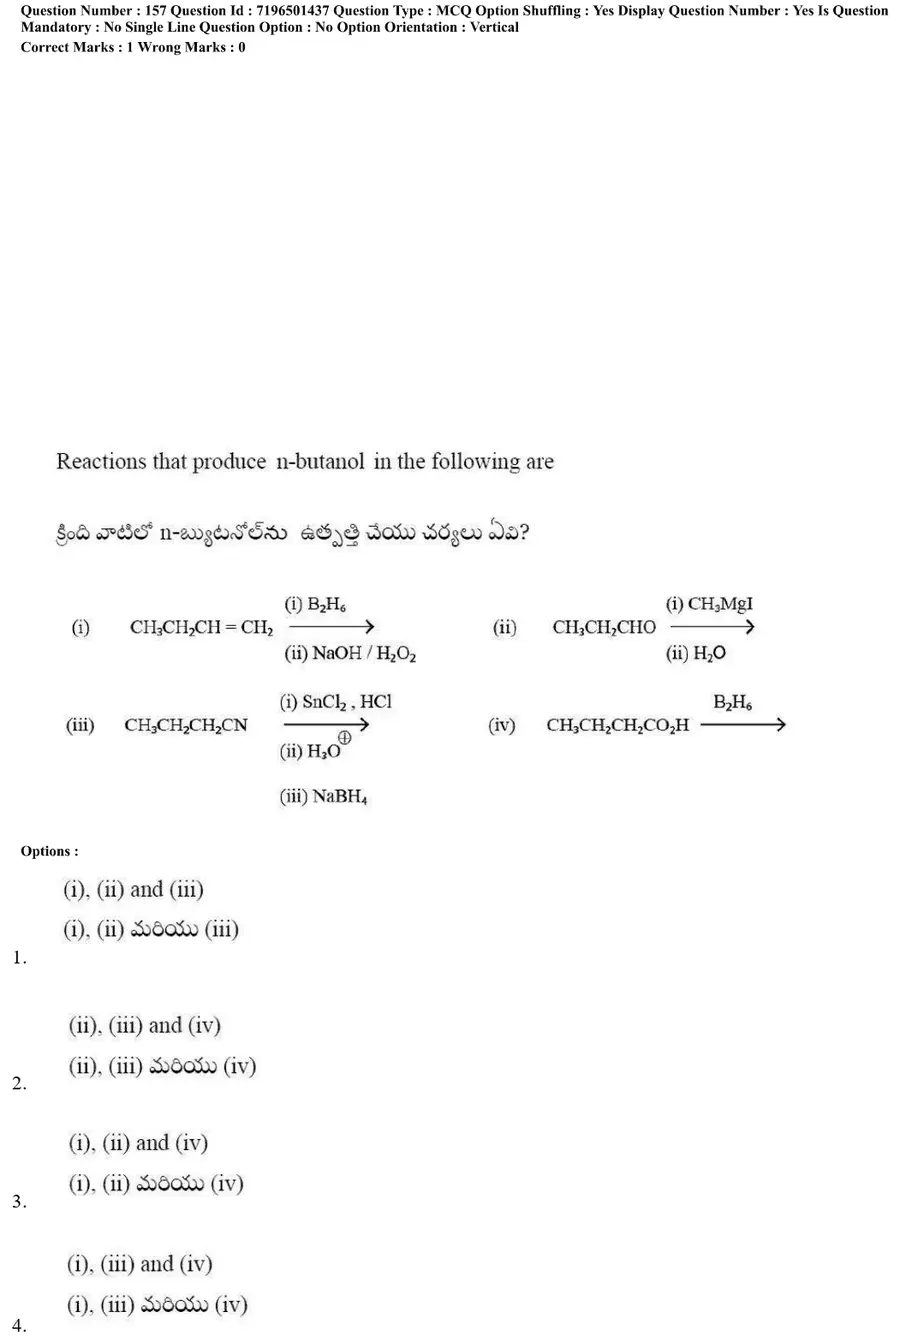 Question Number : 157 Question Id : 7196501437 Question Type : MCQ Option Shuffling : Yes Display Question Number : Yes Is Question
Mandatory : No Single Line Question Option : No Option Orientation : Vertical
Correct Marks : 1 Wrong Marks : 0
Reactions that produce n-butanol in the following are
క్రింది వాటిలో n-బ్యుటనోల్‌ను ఉత్పత్తి చేయు చర్యలు ఏవి?
(i) CH₃CH₂CH = CH₂ (i) B₂H₆ → (ii) NaOH / H₂O₂
(ii) CH₃CH₂CHO (i) CH₃MgI → (ii) H₂O
(iii) CH₃CH₂CH₂CN (i) SnCl₂ , HCl → (ii) H₃O⊕ (iii) NaBH₄
(iv) CH₃CH₂CH₂CO₂H B₂H₆ →
Options :
(i), (ii) and (iii)
(i), (ii) మరియు (iii)
1.
(ii), (iii) and (iv)
(ii), (iii) మరియు (iv)
2.
(i), (ii) and (iv)
(i), (ii) మరియు (iv)
3.
(i), (iii) and (iv)
(i), (iii) మరియు (iv)
4.